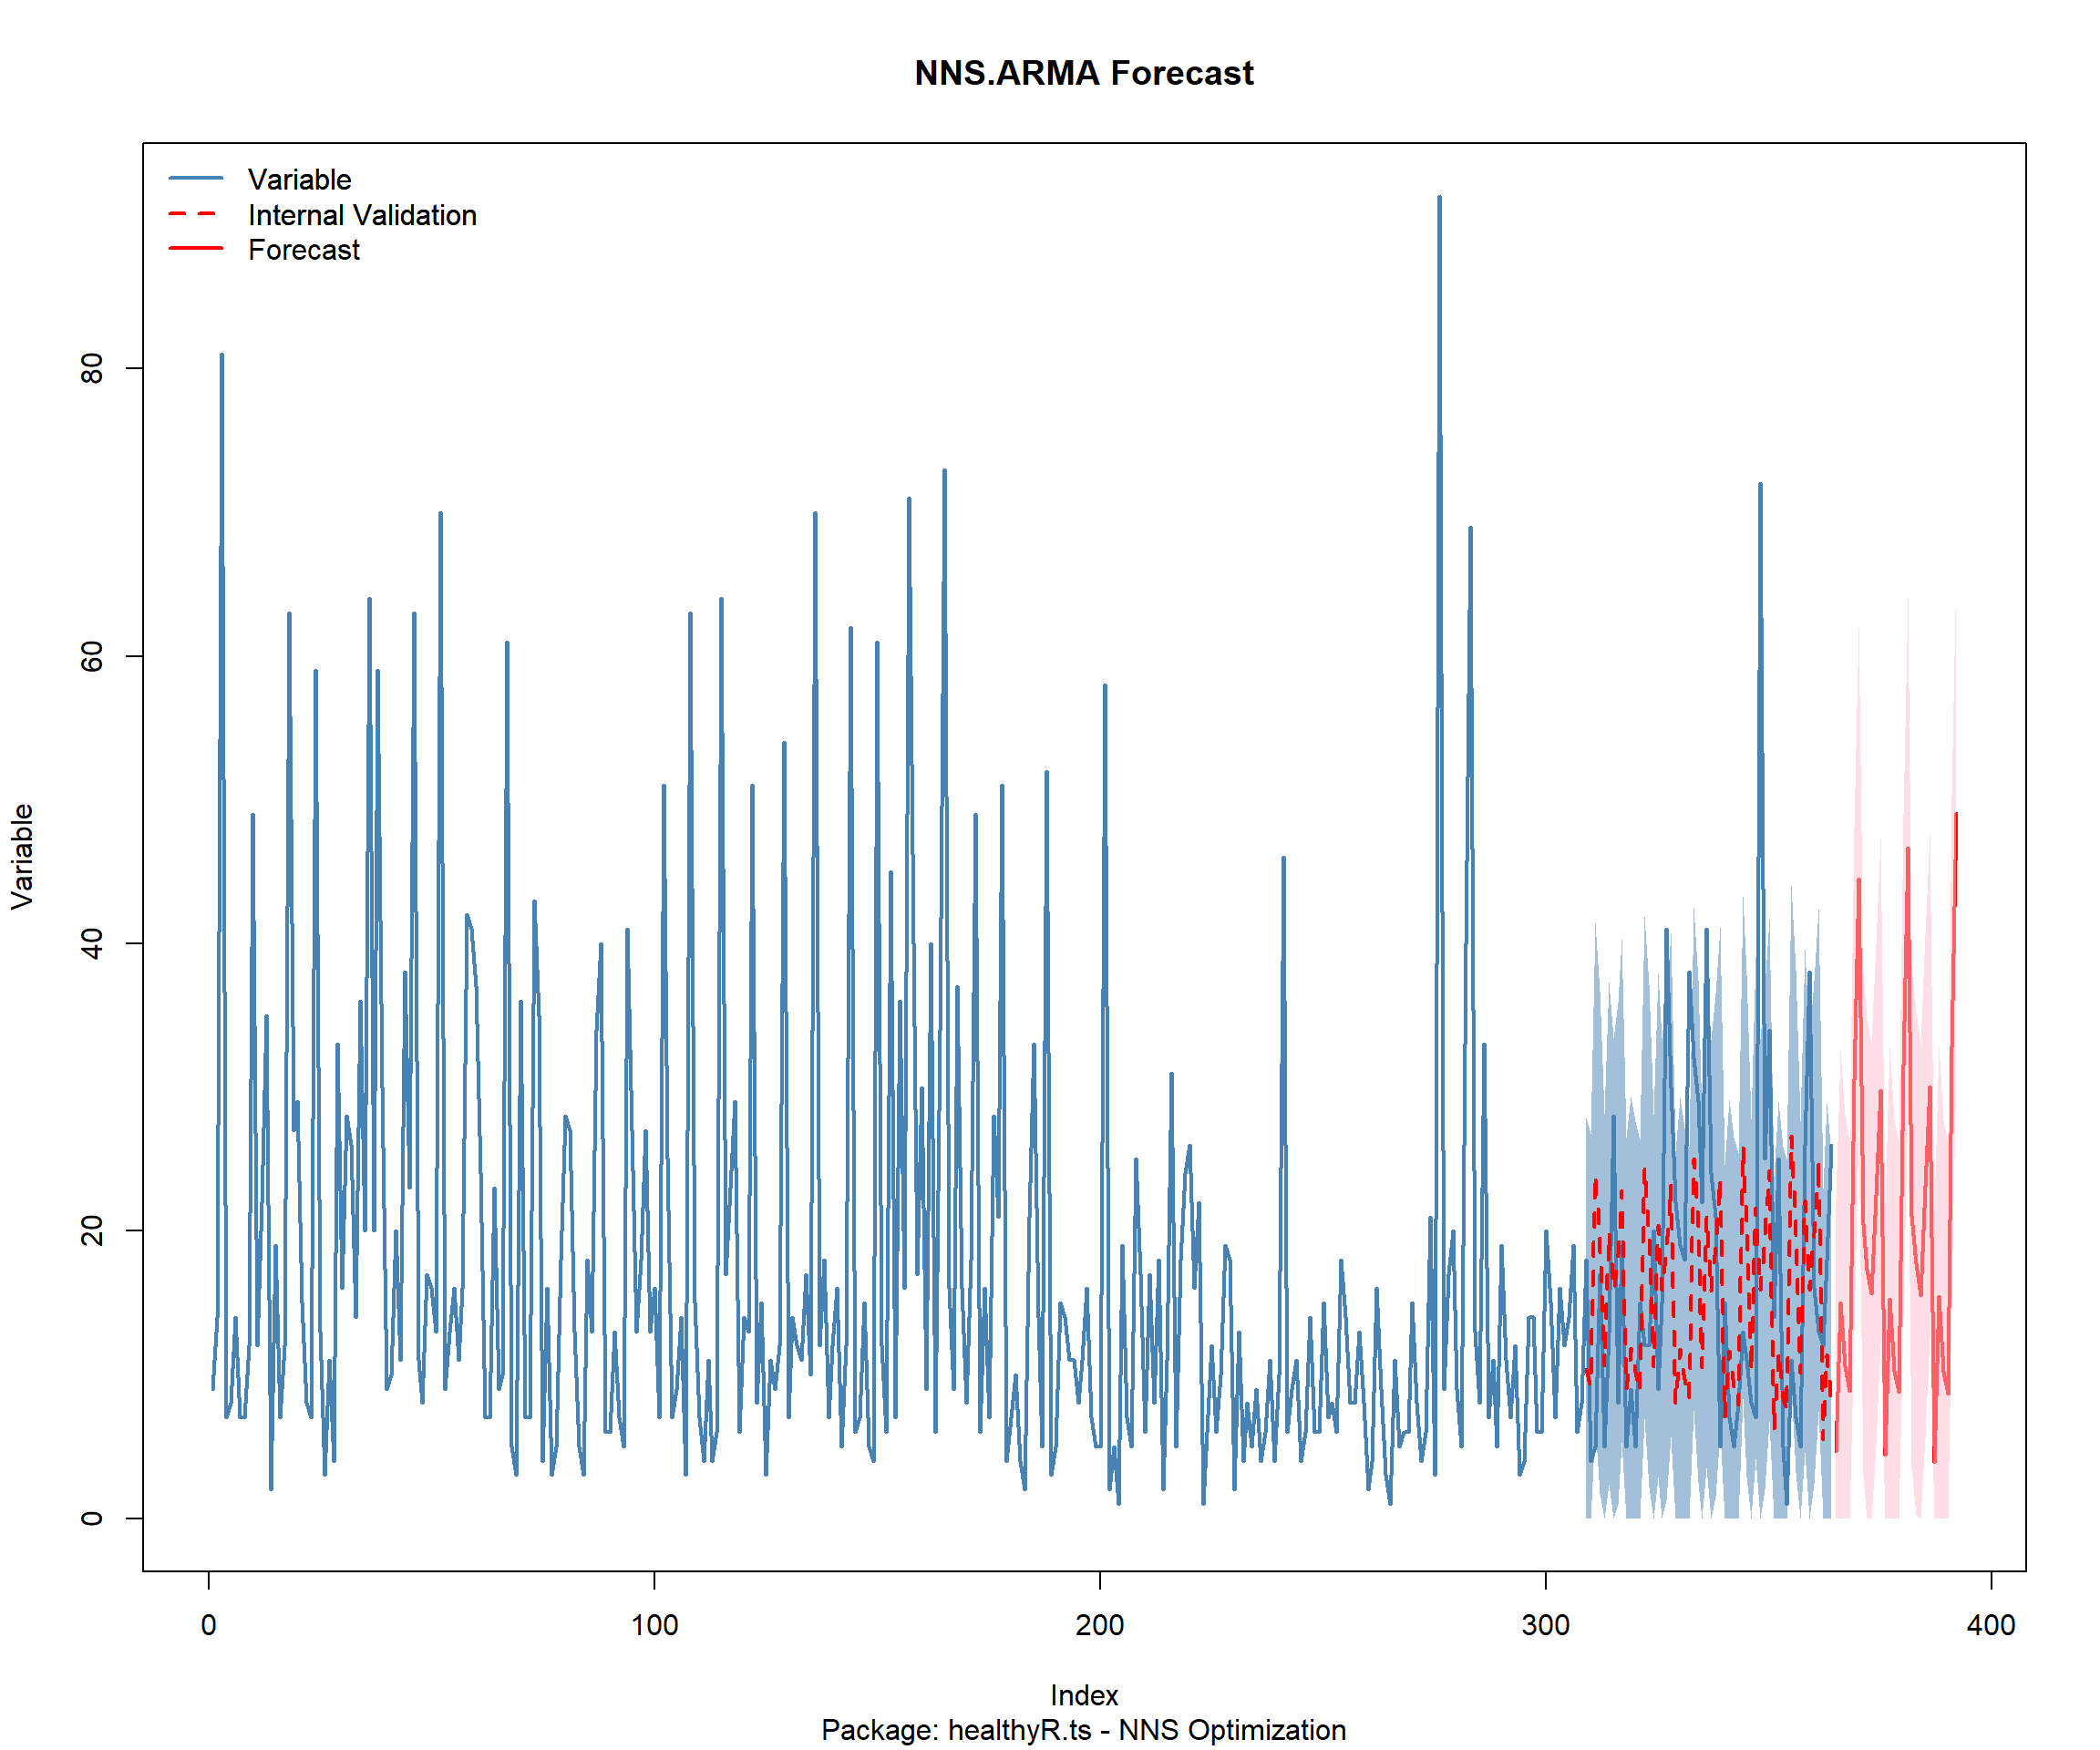 NNS.ARMA Forecast
Variable
Internal Validation
Forecast
80
60
40
20
0
Variable
0 100 200 300 400
Index
Package: healthyR.ts - NNS Optimization